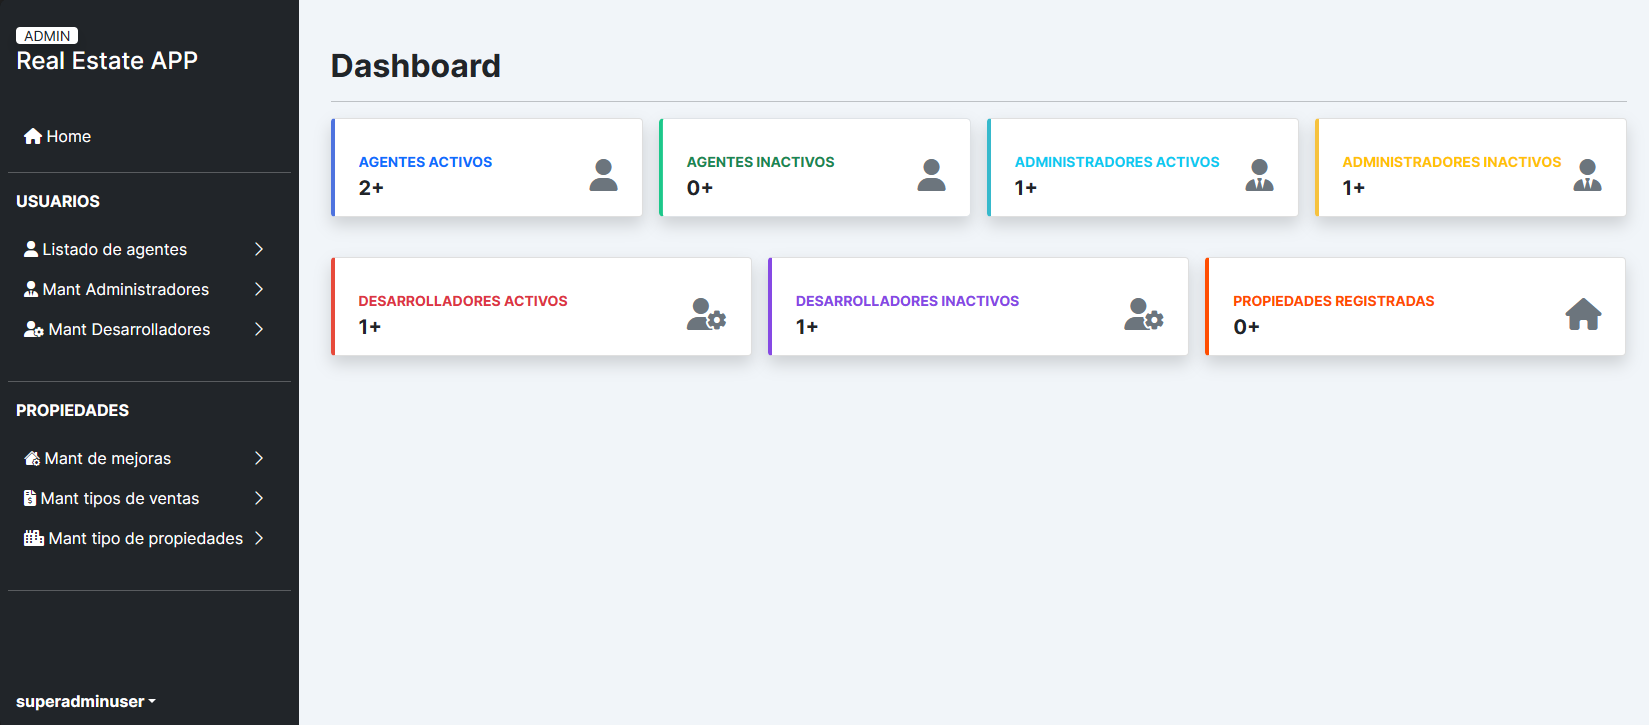 ADMIN
Real Estate APP
Home
USUARIOS
Listado de agentes
Mant Administradores
Mant Desarrolladores
PROPIEDADES
Mant de mejoras
Mant tipos de ventas
Mant tipo de propiedades
superadminuser
Dashboard
AGENTES ACTIVOS
2+
AGENTES INACTIVOS
0+
ADMINISTRADORES ACTIVOS
1+
ADMINISTRADORES INACTIVOS
1+
DESARROLLADORES ACTIVOS
1+
DESARROLLADORES INACTIVOS
1+
PROPIEDADES REGISTRADAS
0+